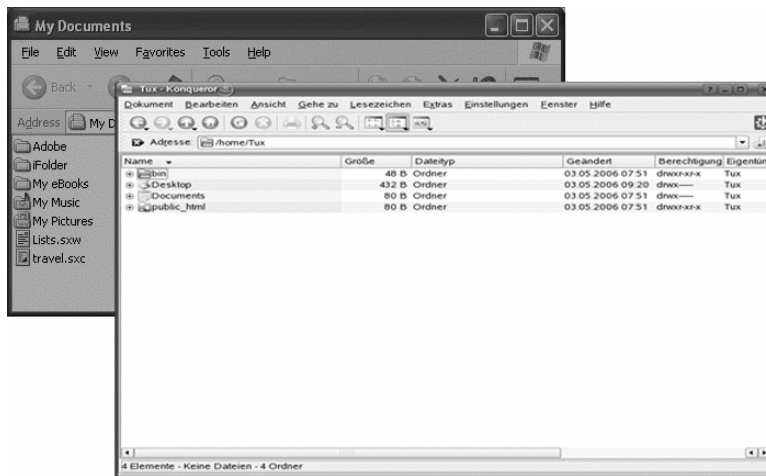 My Documents
File Edit View Favorites Tools Help
Back
Address My D
Adobe
iFolder
My eBooks
My Music
My Pictures
Lists.sxw
travel.sxc
Tux - Konqueror
Dokument Bearbeiten Ansicht Gehe zu Lesezeichen Extras Einstellungen Fenster Hilfe
Adresse: /home/Tux
Name Größe Dateityp Geändert Berechtigung Eigentüm
bin 48 B Ordner 03.05.2006 07:51 drwxr-xr-x Tux
Desktop 432 B Ordner 03.05.2006 09:20 drwx------ Tux
Documents 80 B Ordner 03.05.2006 07:51 drwx------ Tux
public_html 80 B Ordner 03.05.2006 07:51 drwxr-xr-x Tux
4 Elemente - Keine Dateien - 4 Ordner